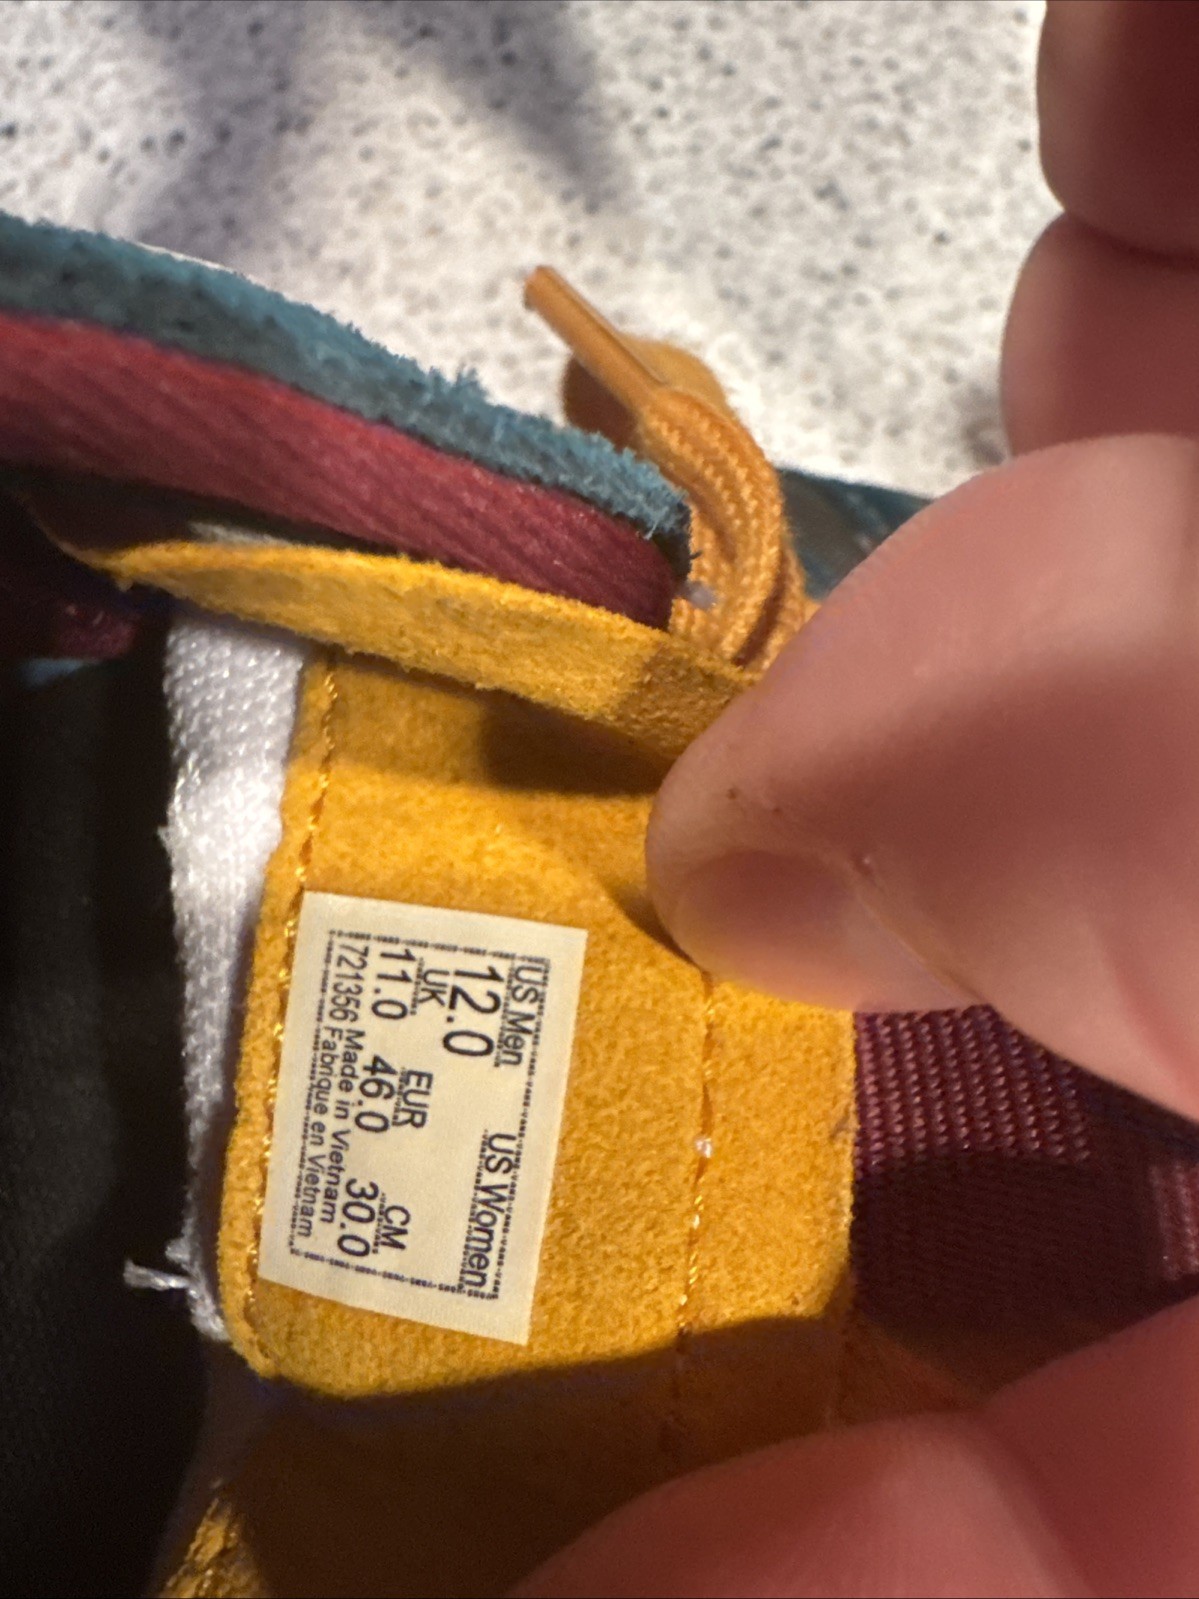 US Men US Women
12.0
UK EUR CM
11.0 46.0 30.0
721356 Made in Vietnam
Fabrique en Vietnam